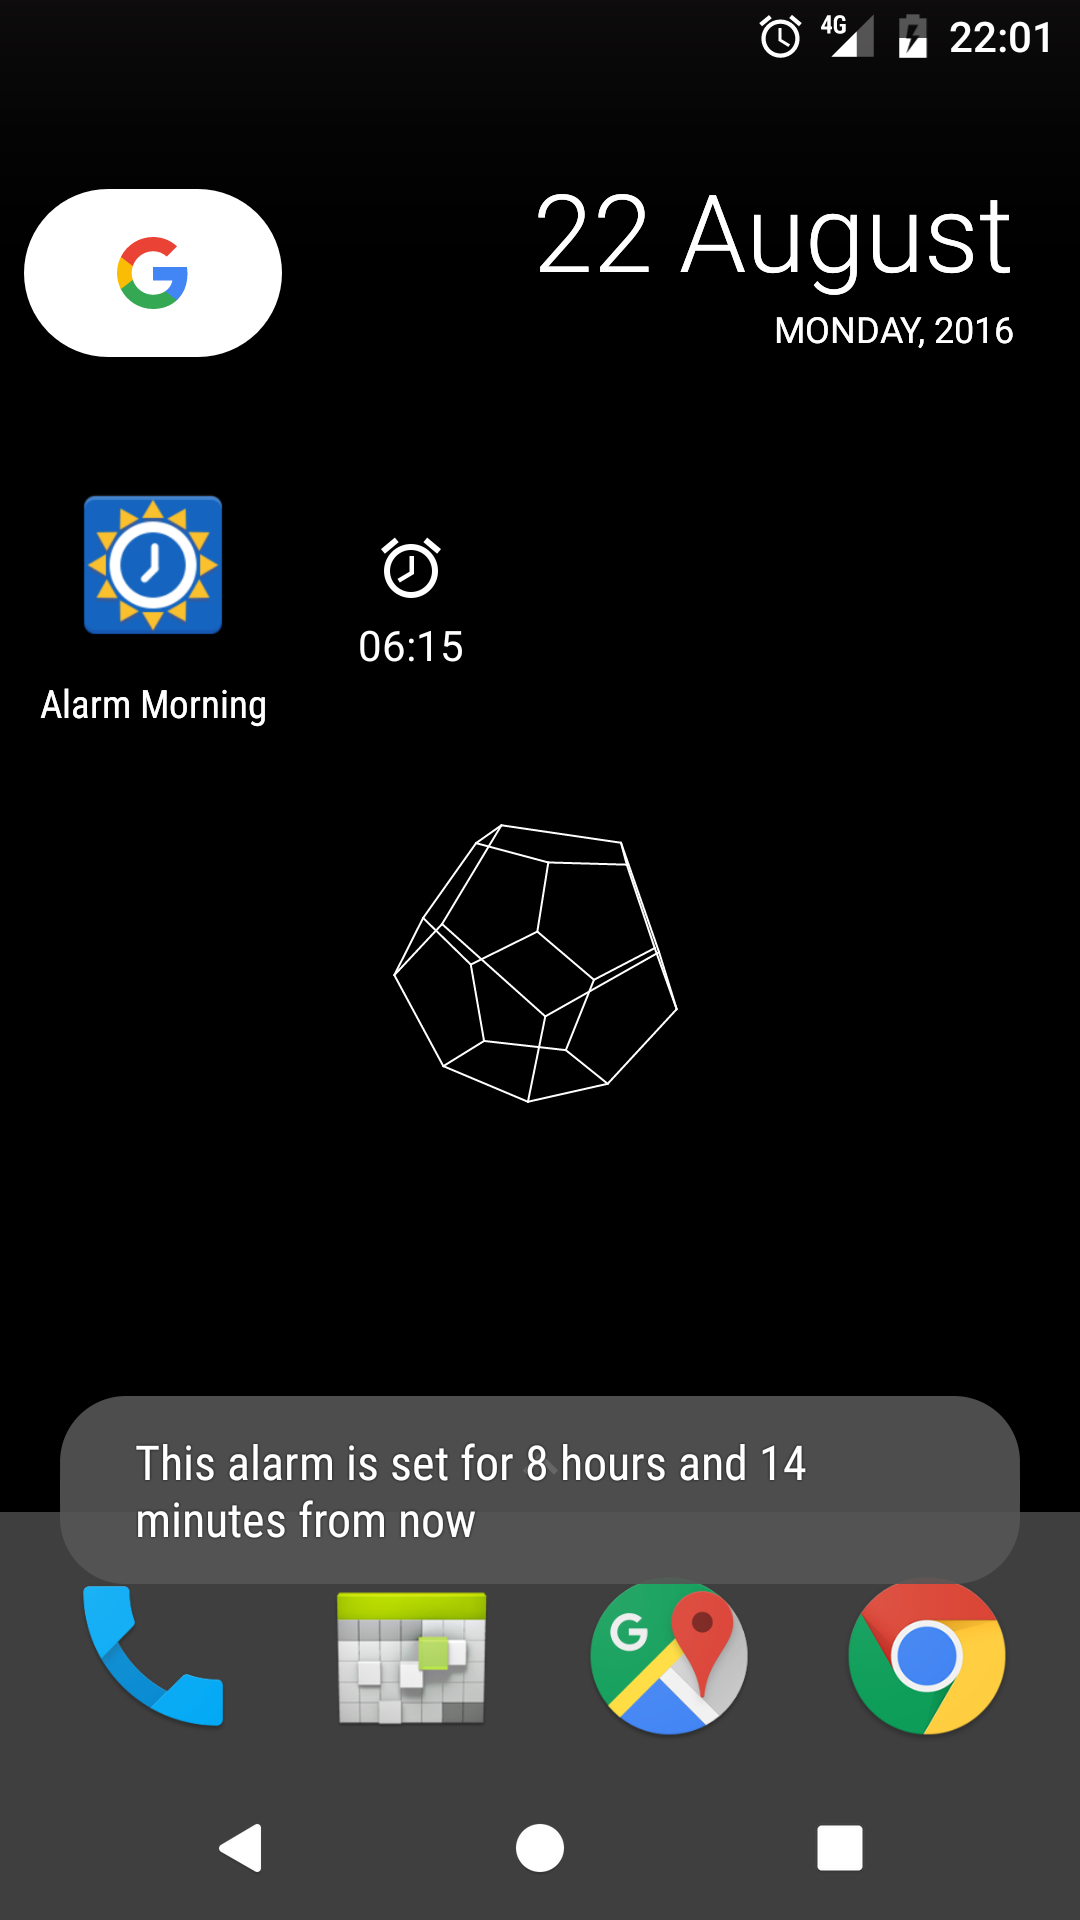 4G 22:01
22 August
MONDAY, 2016
06:15
Alarm Morning
This alarm is set for 8 hours and 14
minutes from now